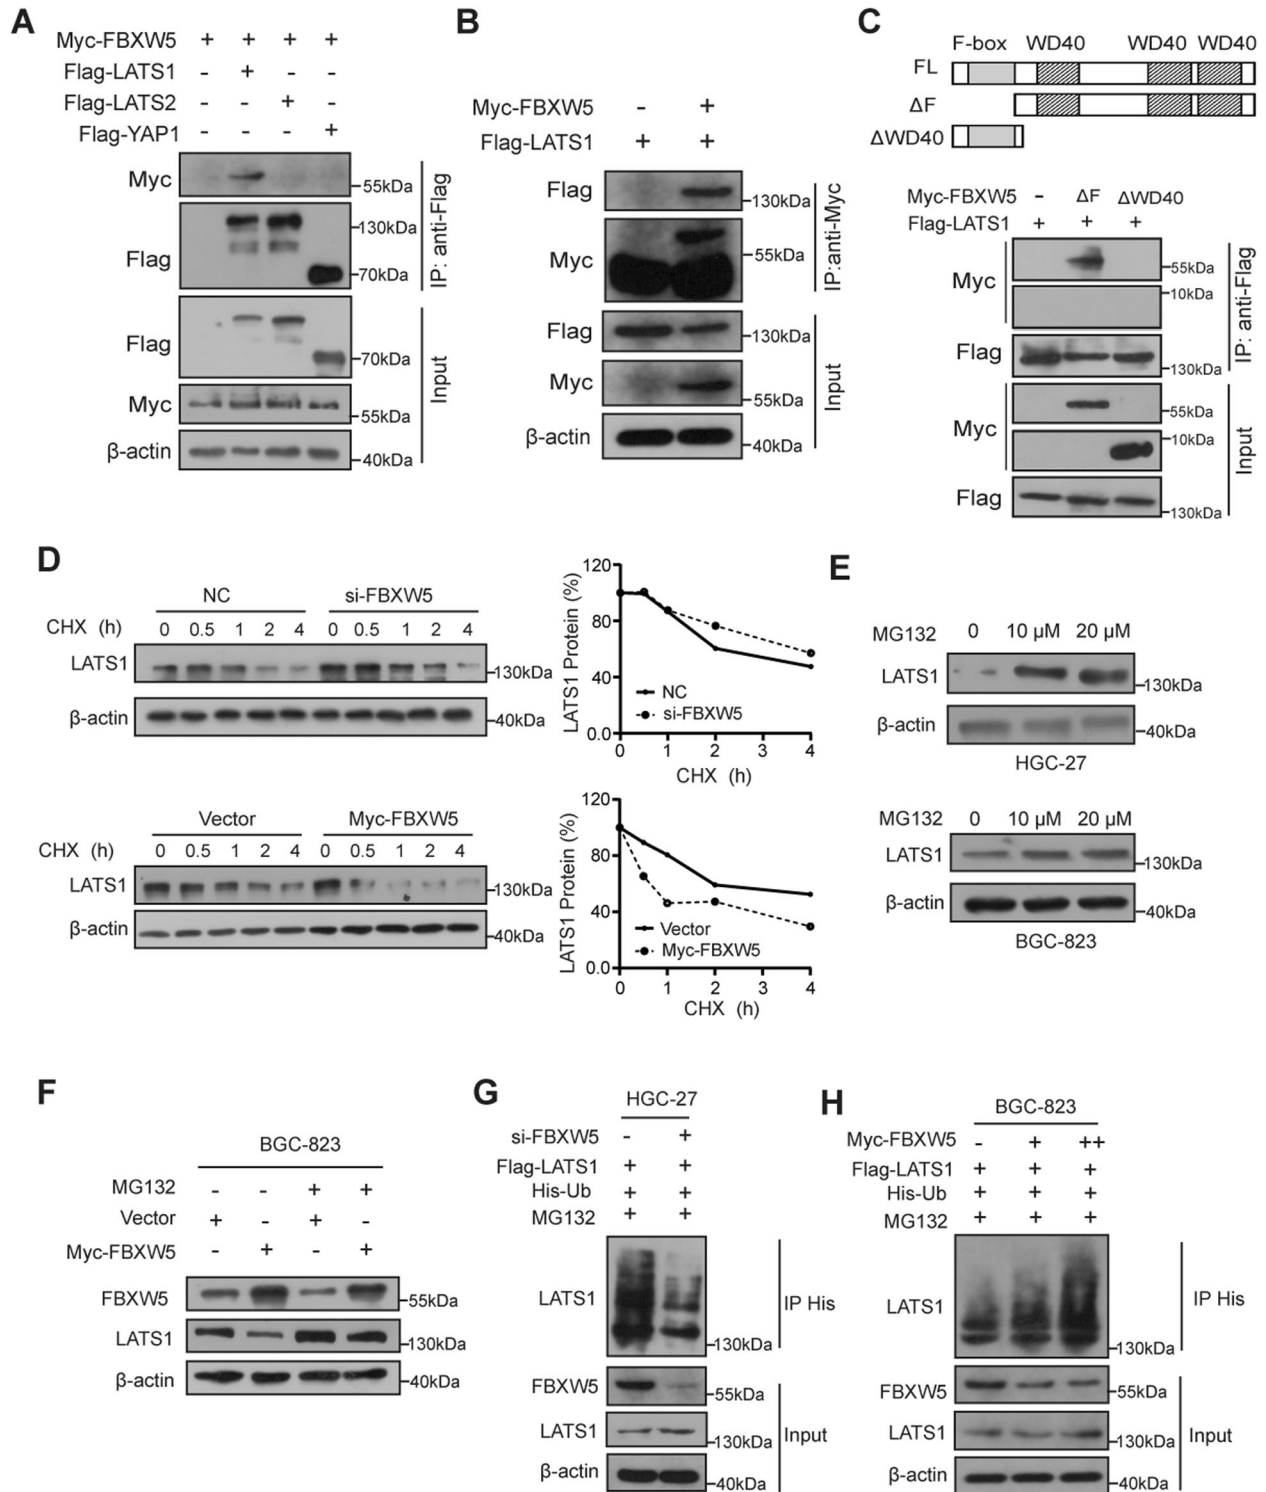 A
Myc-FBXW5 + + + +
Flag-LATS1 - + - -
Flag-LATS2 - - + -
Flag-YAP1 - - - +
Myc 55kDa
Flag 130kDa
70kDa
IP: anti-Flag
Flag 70kDa
Myc 55kDa
β-actin 40kDa
Input
B
Myc-FBXW5 - +
Flag-LATS1 + +
Flag 130kDa
Myc 55kDa
IP:anti-Myc
Flag 130kDa
Myc 55kDa
β-actin 40kDa
Input
C
F-box WD40 WD40 WD40
FL
ΔF
ΔWD40
Myc-FBXW5 - ΔF ΔWD40
Flag-LATS1 + + +
Myc 55kDa
10kDa
Flag 130kDa
IP: anti-Flag
Myc 55kDa
10kDa
Flag 130kDa
Input
D
NC si-FBXW5
CHX (h) 0 0.5 1 2 4 0 0.5 1 2 4
LATS1 130kDa
β-actin 40kDa
LATS1 Protein (%)
120
80
40
0.0
NC
si-FBXW5
0 1 2 3 4
CHX (h)
Vector Myc-FBXW5
CHX (h) 0 0.5 1 2 4 0 0.5 1 2 4
LATS1 130kDa
β-actin 40kDa
LATS1 Protein (%)
120
80
40
0.0
Vector
Myc-FBXW5
0 1 2 3 4
CHX (h)
E
MG132 0 10 μM 20 μM
LATS1 130kDa
β-actin 40kDa
HGC-27
MG132 0 10 μM 20 μM
LATS1 130kDa
β-actin 40kDa
BGC-823
F
BGC-823
MG132 - - + +
Vector + - + -
Myc-FBXW5 - + - +
FBXW5 55kDa
LATS1 130kDa
β-actin 40kDa
G
HGC-27
si-FBXW5 - +
Flag-LATS1 + +
His-Ub + +
MG132 + +
LATS1 130kDa
IP His
FBXW5 55kDa
LATS1 130kDa
β-actin 40kDa
Input
H
BGC-823
Myc-FBXW5 - + ++
Flag-LATS1 + + +
His-Ub + + +
MG132 + + +
LATS1 130kDa
IP His
FBXW5 55kDa
LATS1 130kDa
β-actin 40kDa
Input